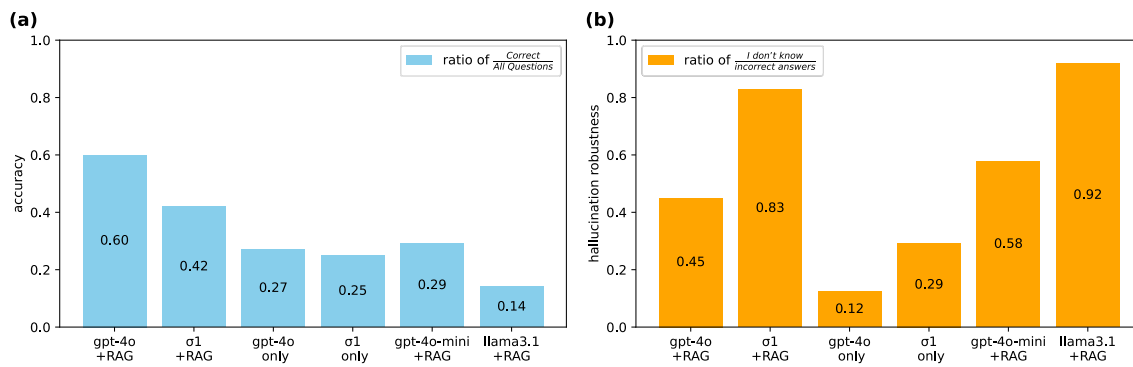 (a)
1.0
0.8
0.6
0.4
0.2
0.0
accuracy
ratio of Correct
All Questions
0.60
0.42
0.27
0.25
0.29
0.14
gpt-4o
+RAG
σ1
+RAG
gpt-4o
only
σ1
only
gpt-4o-mini
+RAG
llama3.1
+RAG
(b)
1.0
0.8
0.6
0.4
0.2
0.0
hallucination robustness
ratio of I don't know
incorrect answers
0.45
0.83
0.12
0.29
0.58
0.92
gpt-4o
+RAG
σ1
+RAG
gpt-4o
only
σ1
only
gpt-4o-mini
+RAG
llama3.1
+RAG